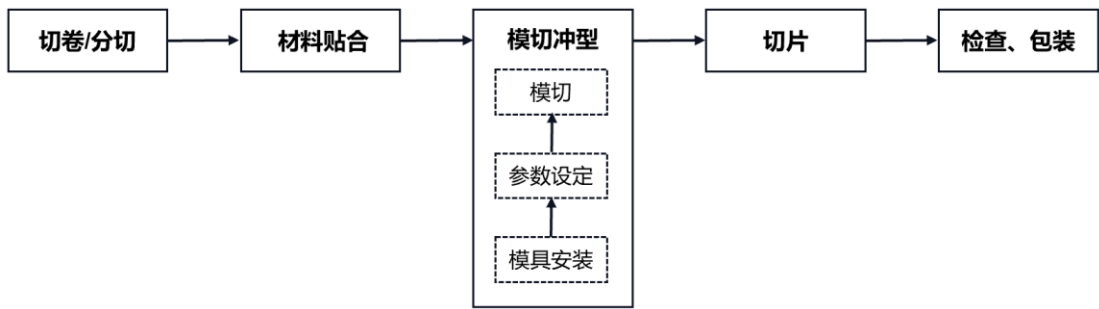 切卷/分切
材料贴合
模切冲型
模切
参数设定
模具安装
切片
检查、包装